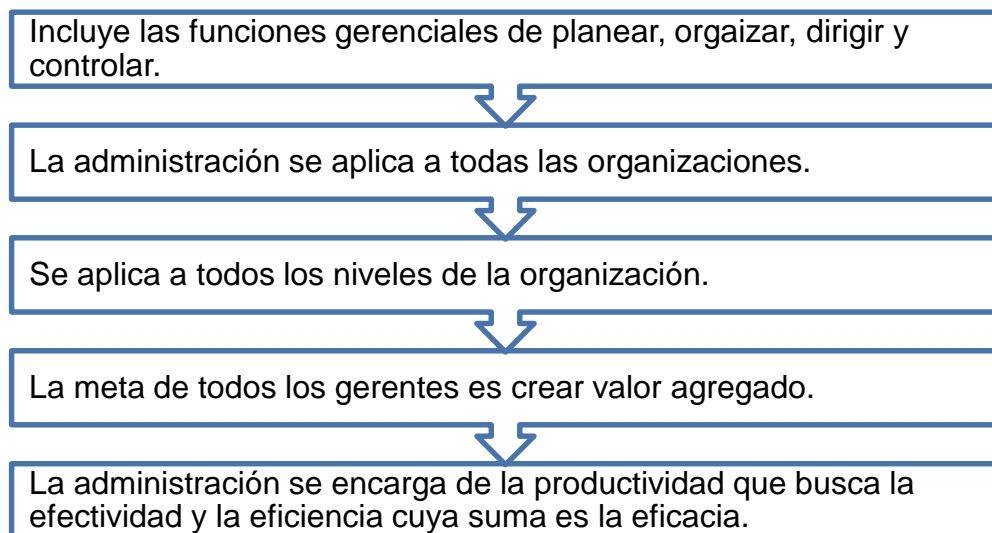 Incluye las funciones gerenciales de planear, orgaizar, dirigir y
controlar.
La administración se aplica a todas las organizaciones.
Se aplica a todos los niveles de la organización.
La meta de todos los gerentes es crear valor agregado.
La administración se encarga de la productividad que busca la
efectividad y la eficiencia cuya suma es la eficacia.